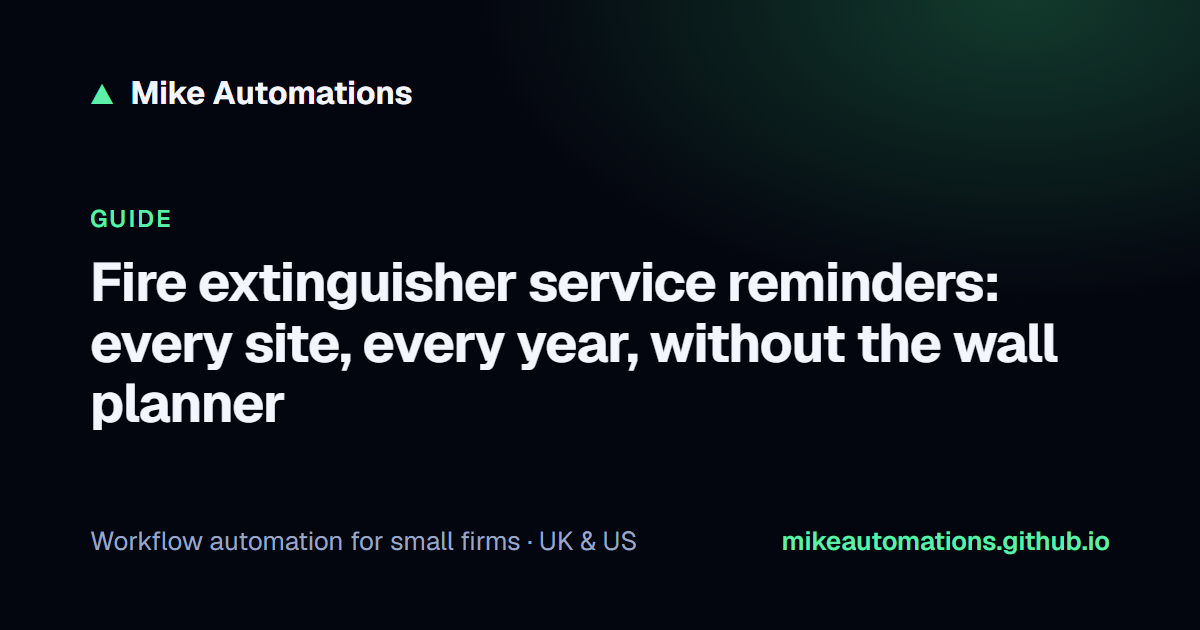 Mike Automations
GUIDE
Fire extinguisher service reminders:
every site, every year, without the wall
planner
Workflow automation for small firms · UK & US
mikeautomations.github.io